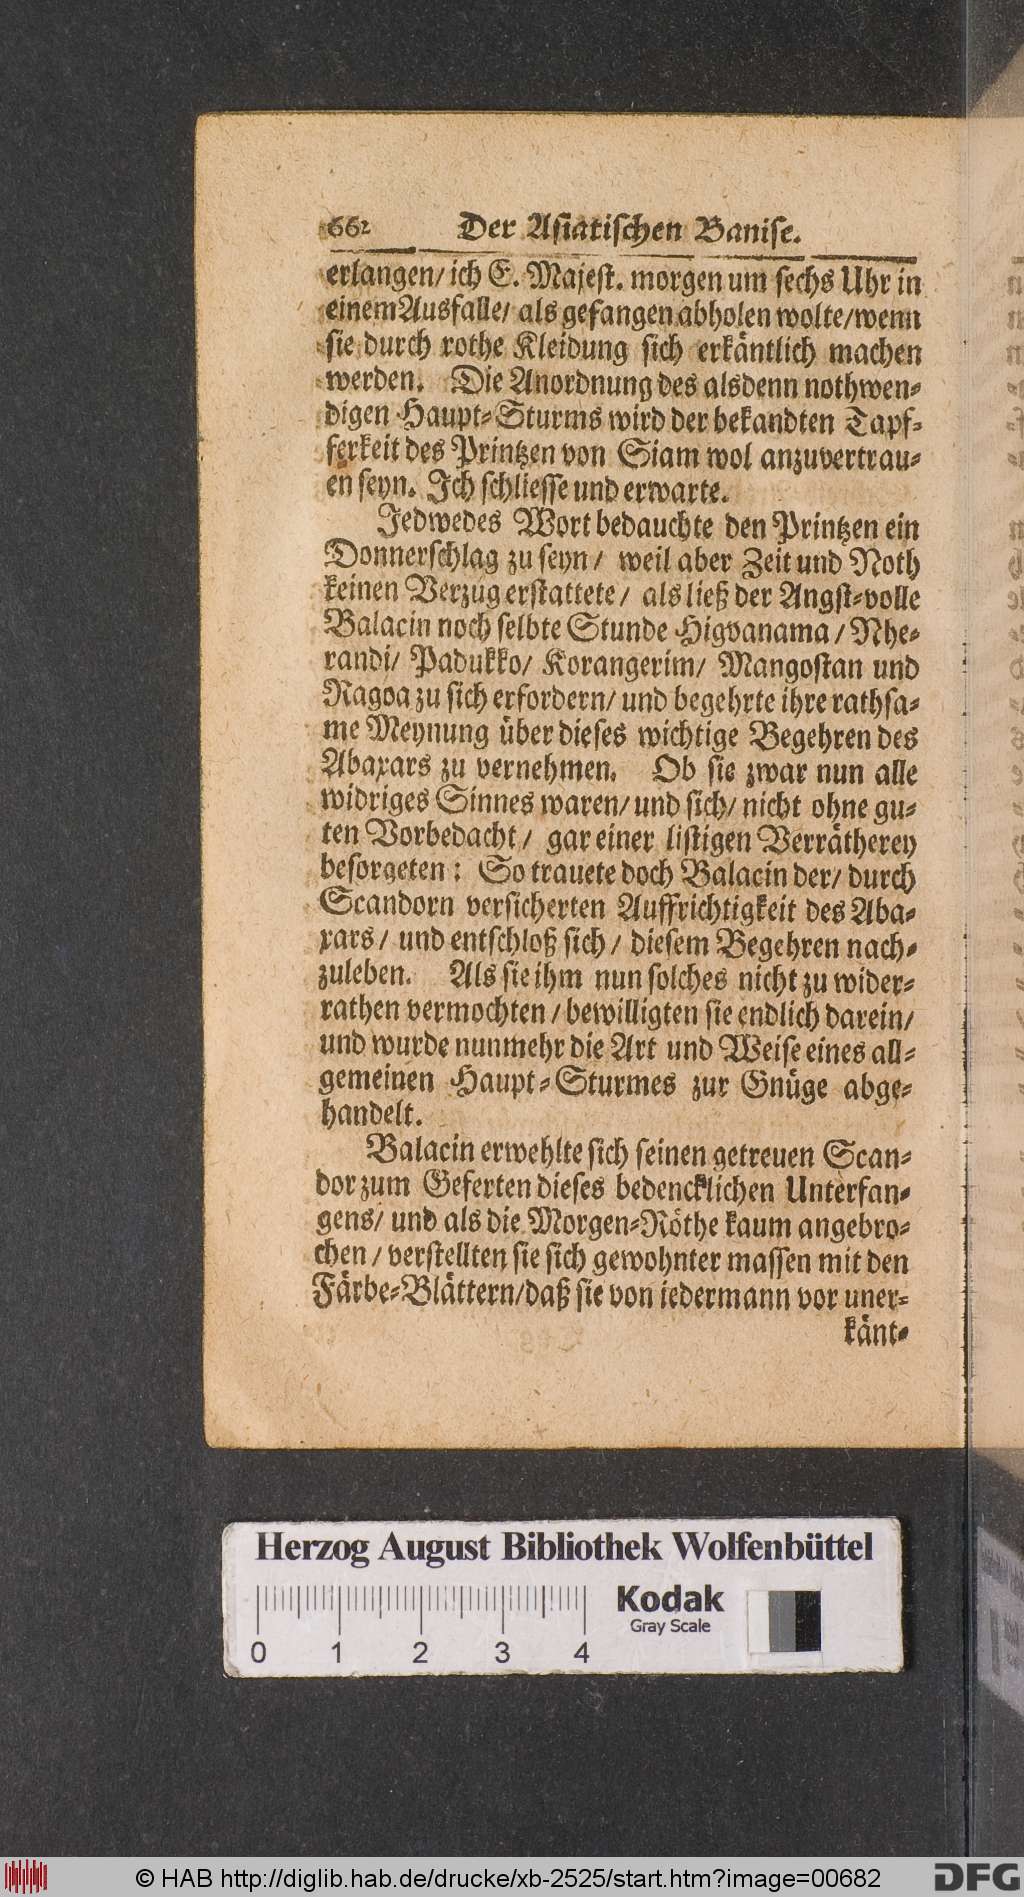 662 Der Asiatischen Banise.
erlangen/ ich E. Majest. morgen um sechs Uhr in
einem Ausfalle/ als gefangen abholen wolte/ wenn
sie durch rothe Kleidung sich erkäntlich machen
werden. Die Anordnung des alsdenn nothwen-
digen Haupt-Sturms wird der bekandten Tapf-
ferkeit des Printzen von Siam wol anzuvertrau-
en seyn. Ich schliesse und erwarte.
Jedwedes Wort bedauchte den Printzen ein
Donnerschlag zu seyn / weil aber Zeit und Noth
keinen Verzug erstattete / als ließ der Angst-volle
Balacin noch selbte Stunde Higvanama / Nhe-
randi/ Padukko/ Korangerim/ Mangostan und
Ragoa zu sich erfordern/ und begehrte ihre rathsa-
me Meynung über dieses wichtige Begehren des
Abaxars zu vernehmen. Ob sie zwar nun alle
widriges Sinnes waren/ und sich/ nicht ohne gu-
ten Vorbedacht / gar einer listigen Verrätherey
besorgeten: So trauete doch Balacin der/ durch
Scandorn versicherten Auffrichtigkeit des Aba-
xars / und entschloß sich / diesem Begehren nach-
zuleben. Als sie ihm nun solches nicht zu wider-
rathen vermochten / bewilligten sie endlich darein/
und wurde nunmehr die Art und Weise eines all-
gemeinen Haupt-Sturmes zur Gnüge abge-
handelt.
Balacin erwehlte sich seinen getreuen Scan-
dor zum Geferten dieses bedencklichen Unterfan-
gens/ und als die Morgen-Röthe kaum angebro-
chen / verstellten sie sich gewohnter massen mit den
Färbe-Blättern/ daß sie von iedermann vor uner-
känt-
Herzog August Bibliothek Wolfenbüttel
Kodak
Gray Scale
0 1 2 3 4
© HAB http://diglib.hab.de/drucke/xb-2525/start.htm?image=00682
DFG